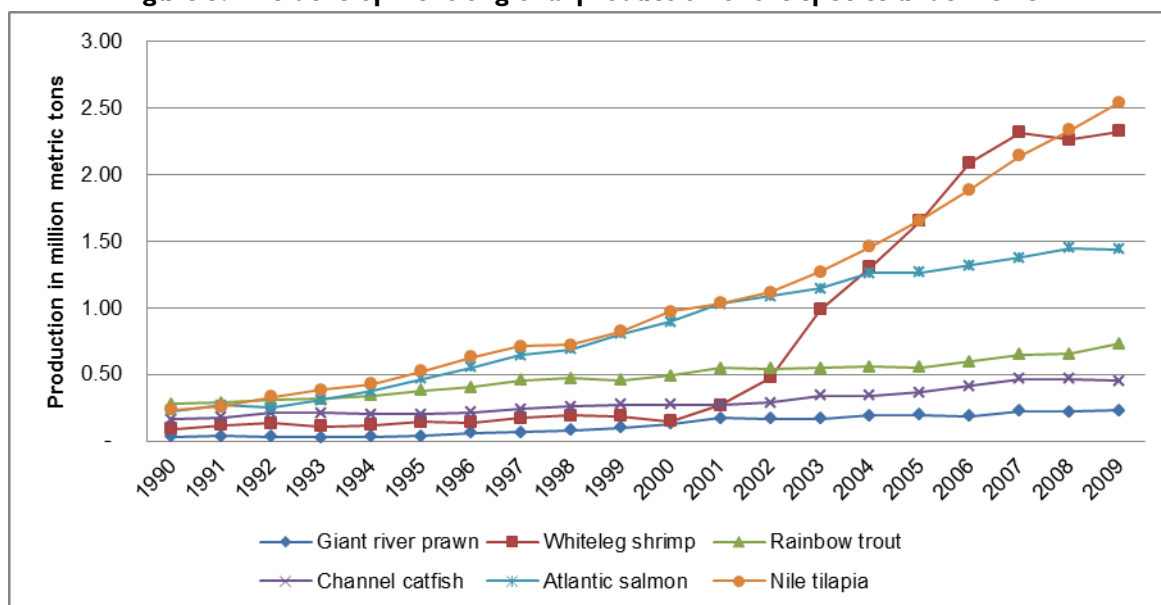 3.00
2.50
2.00
1.50
1.00
0.50
-
Production in million metric tons
1990 1991 1992 1993 1994 1995 1996 1997 1998 1999 2000 2001 2002 2003 2004 2005 2006 2007 2008 2009
Giant river prawn Whiteleg shrimp Rainbow trout
Channel catfish Atlantic salmon Nile tilapia